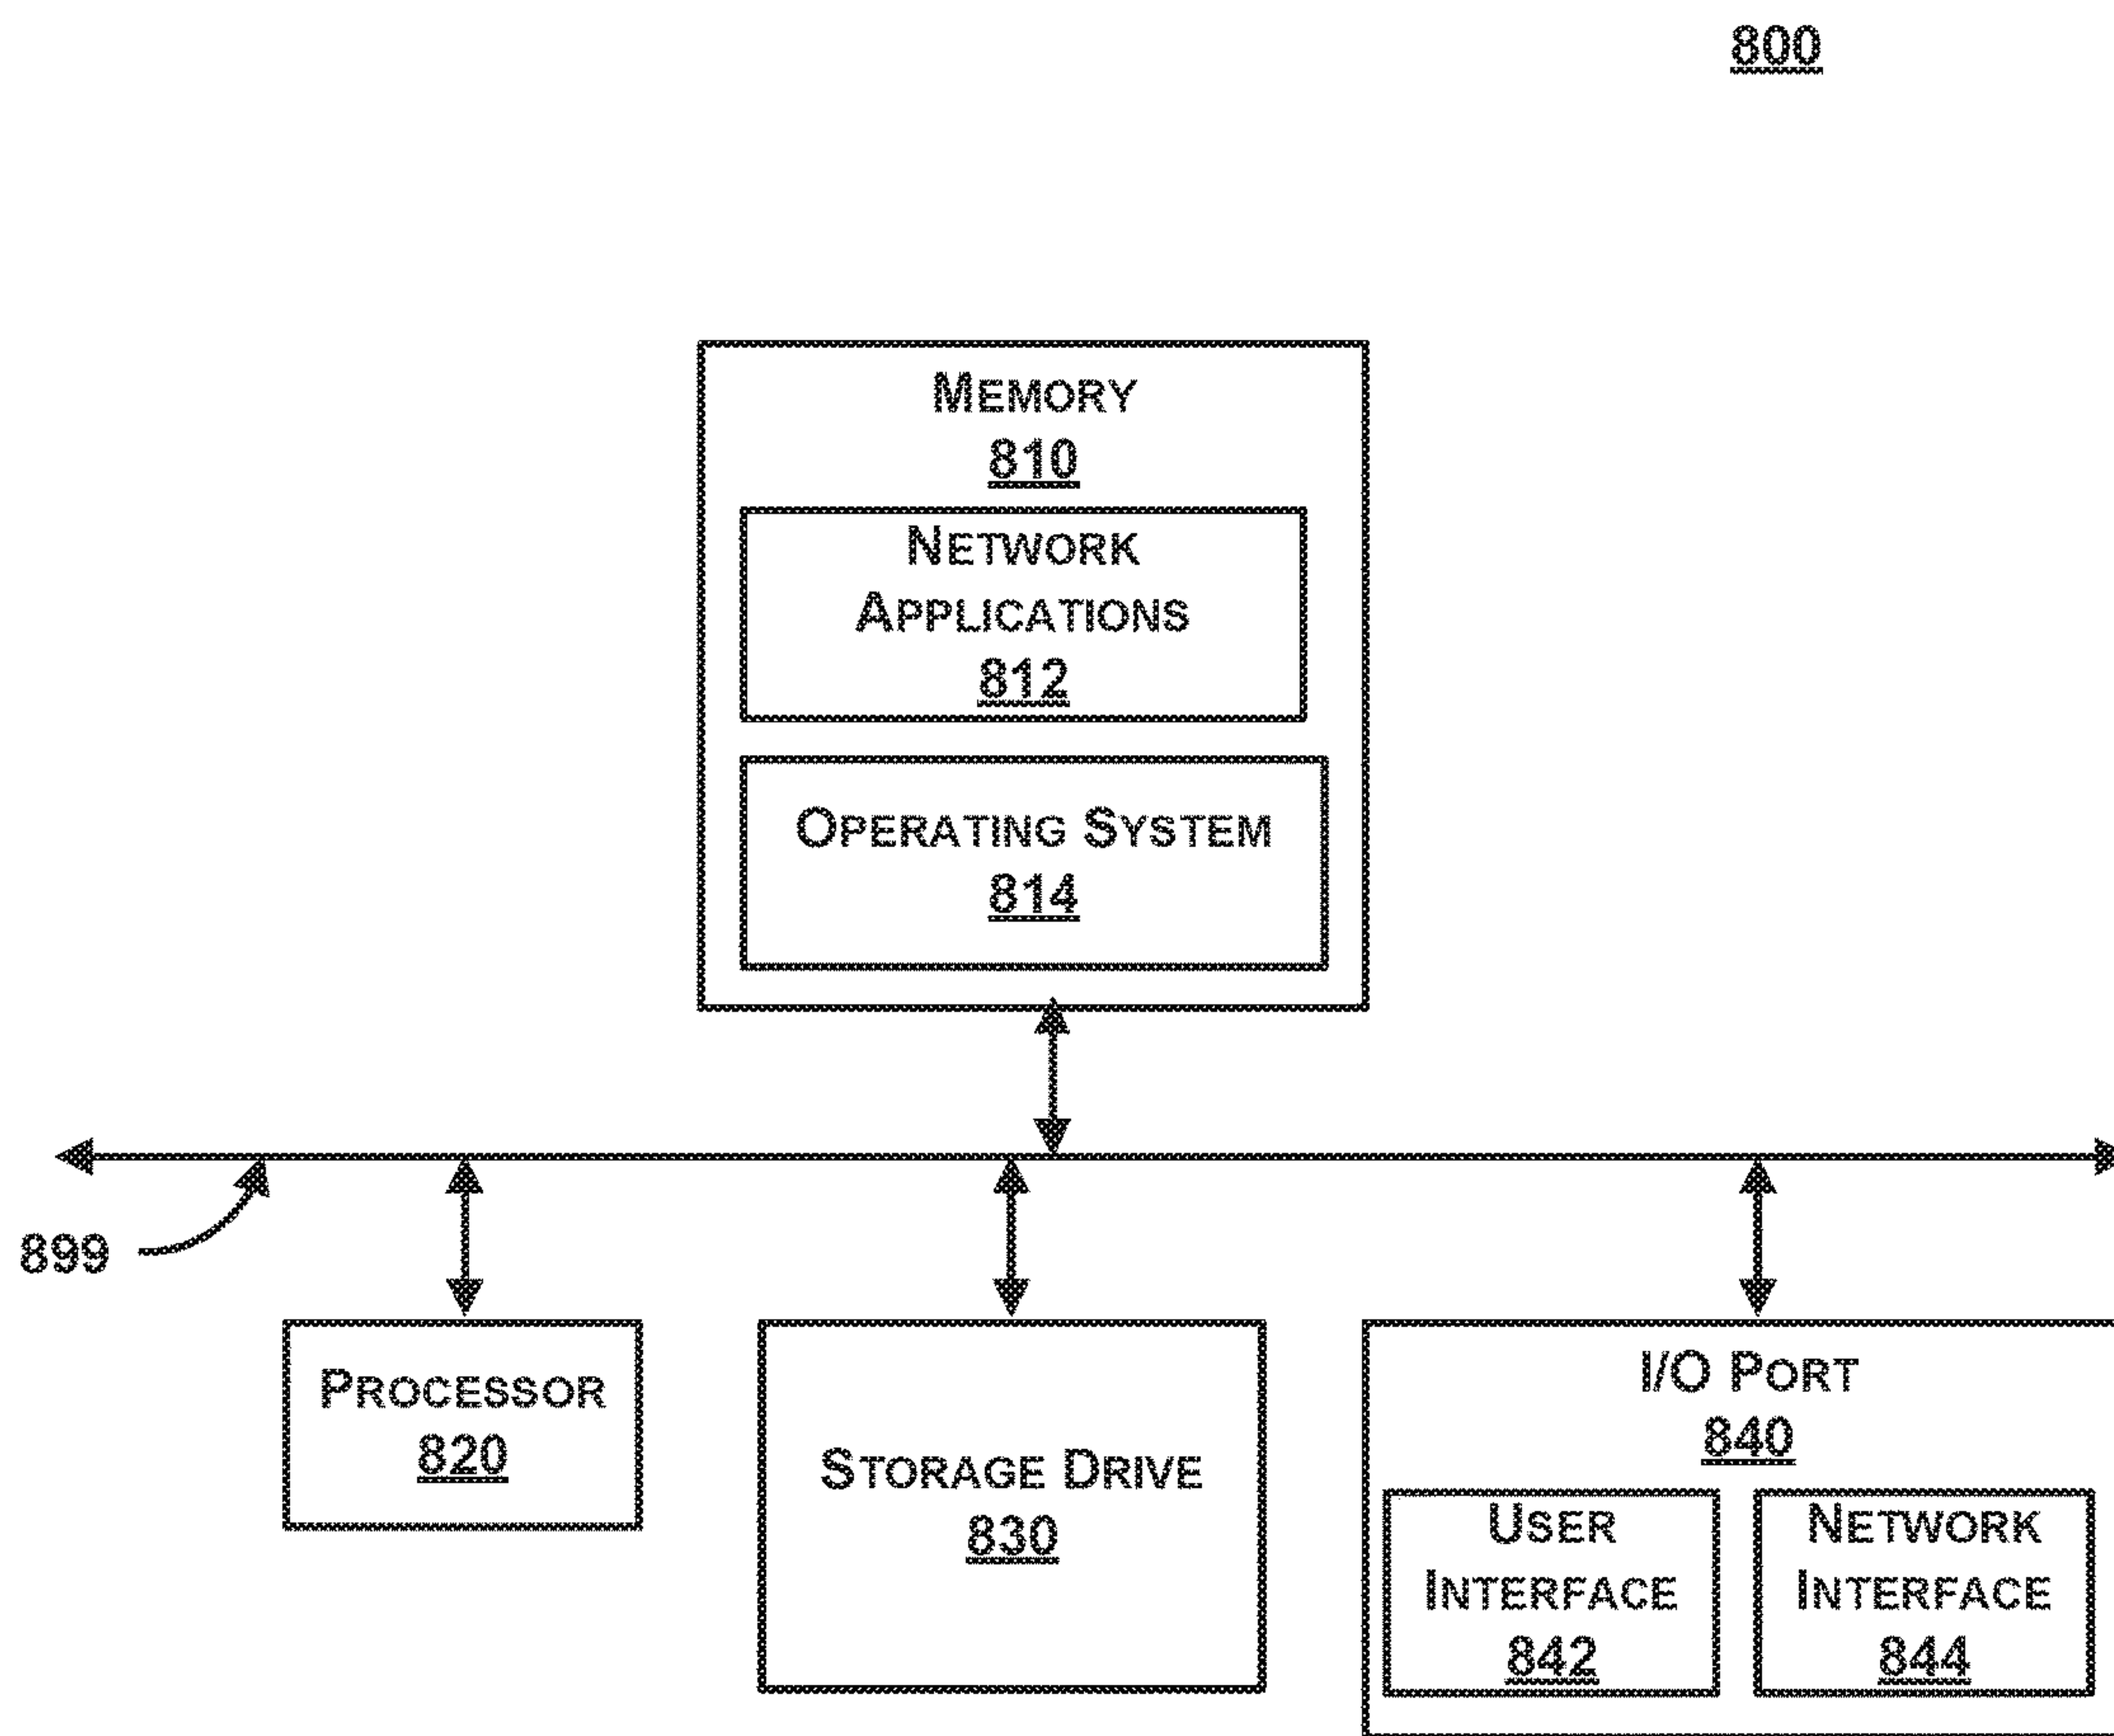 800
MEMORY
810
NETWORK
APPLICATIONS
812
OPERATING SYSTEM
814
899
PROCESSOR
820
STORAGE DRIVE
830
I/O PORT
840
USER
INTERFACE
842
NETWORK
INTERFACE
844